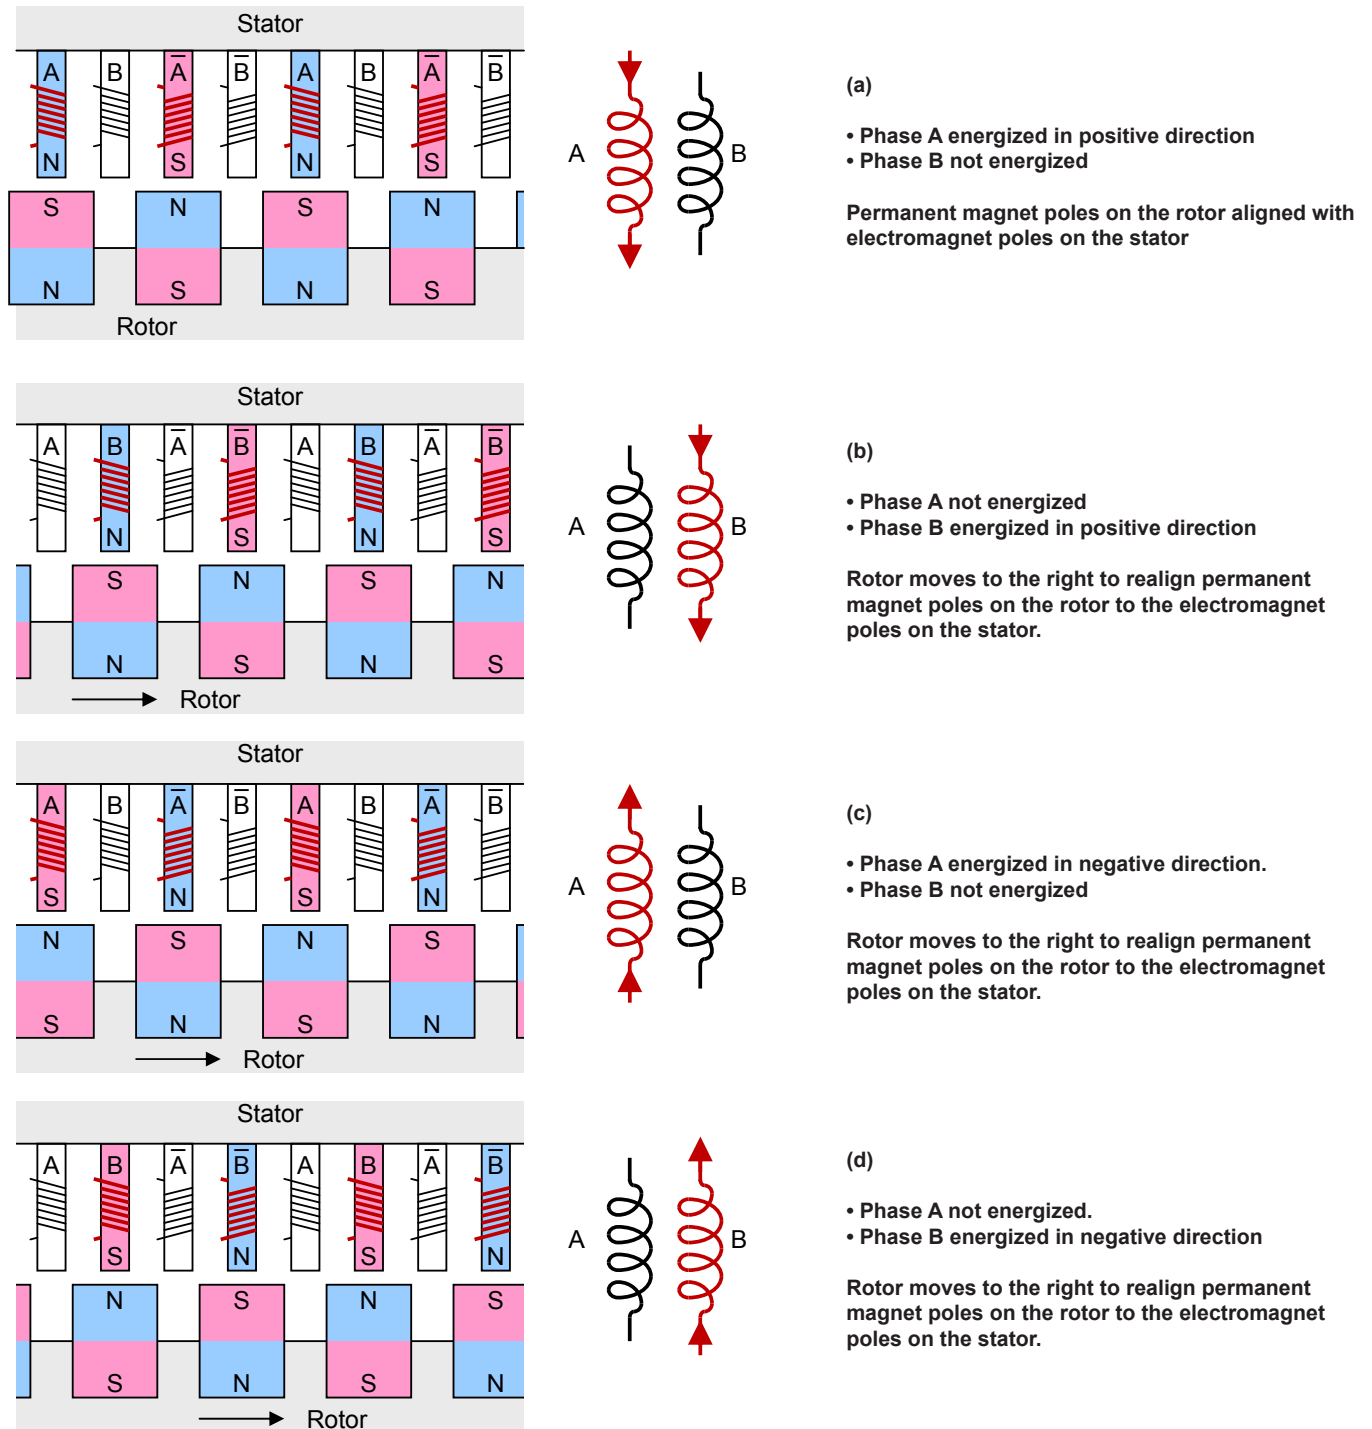 Stator
A B A̅ B̅ A B A̅ B̅
N S N S
S N S N
N S N S
Rotor
A B
(a)
• Phase A energized in positive direction
• Phase B not energized
Permanent magnet poles on the rotor aligned with
electromagnet poles on the stator
Stator
A B A̅ B̅ A B A̅ B̅
N S N S
S N S N
N S N S
Rotor
A B
(b)
• Phase A not energized
• Phase B energized in positive direction
Rotor moves to the right to realign permanent
magnet poles on the rotor to the electromagnet
poles on the stator.
Stator
A B A̅ B̅ A B A̅ B̅
S N S N
N S N S
S N S N
Rotor
A B
(c)
• Phase A energized in negative direction.
• Phase B not energized
Rotor moves to the right to realign permanent
magnet poles on the rotor to the electromagnet
poles on the stator.
Stator
A B A̅ B̅ A B A̅ B̅
S N S N
N S N S
S N S N
Rotor
A B
(d)
• Phase A not energized.
• Phase B energized in negative direction
Rotor moves to the right to realign permanent
magnet poles on the rotor to the electromagnet
poles on the stator.